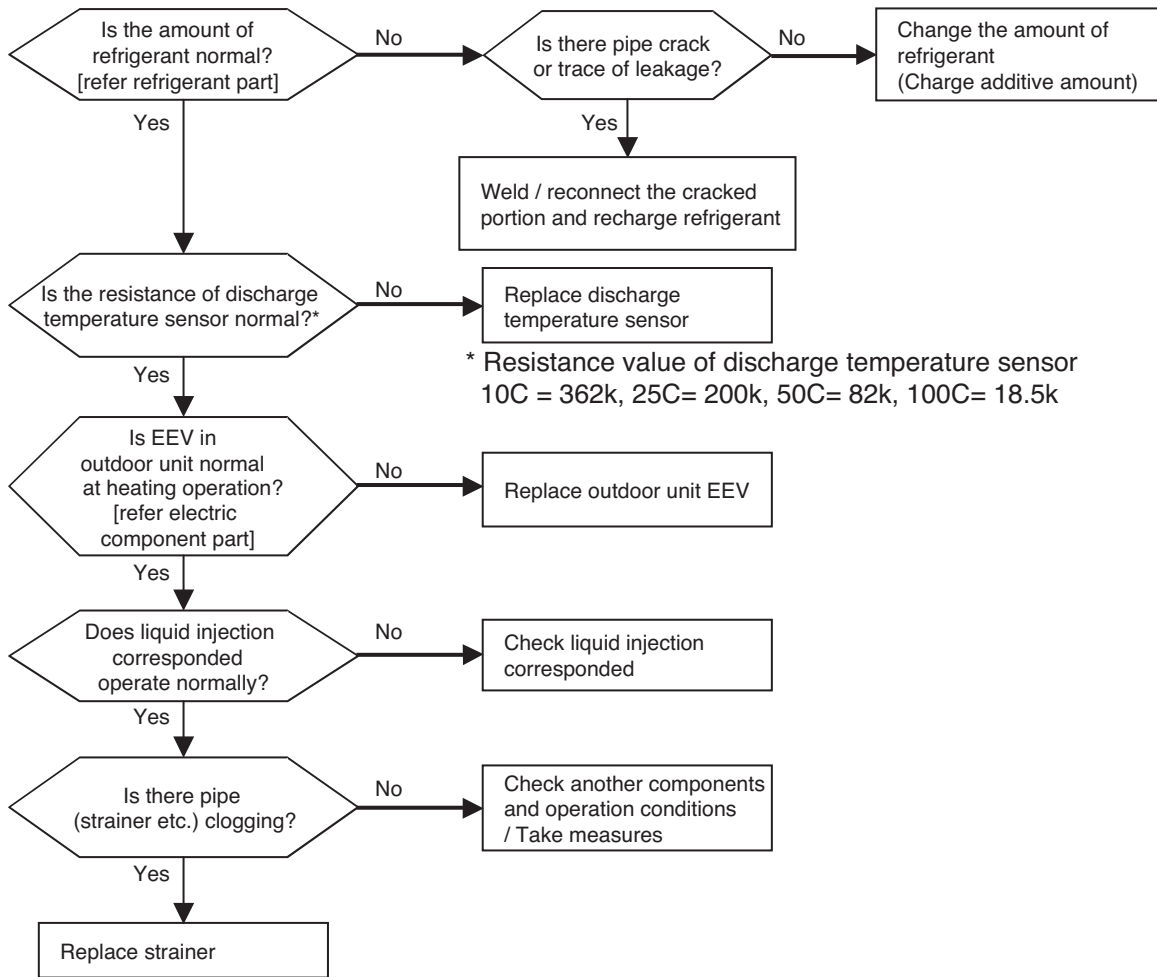 Is the amount of
refrigerant normal?
[refer refrigerant part]
No
Is there pipe crack
or trace of leakage?
No
Change the amount of
refrigerant
(Charge additive amount)
Yes
Yes
Weld / reconnect the cracked
portion and recharge refrigerant
Is the resistance of discharge
temperature sensor normal?*
No
Replace discharge
temperature sensor
* Resistance value of discharge temperature sensor
10C = 362k, 25C= 200k, 50C= 82k, 100C= 18.5k
Yes
Is EEV in
outdoor unit normal
at heating operation?
[refer electric
component part]
No
Replace outdoor unit EEV
Yes
Does liquid injection
corresponded
operate normally?
No
Check liquid injection
corresponded
Yes
Is there pipe
(strainer etc.) clogging?
No
Check another components
and operation conditions
/ Take measures
Yes
Replace strainer